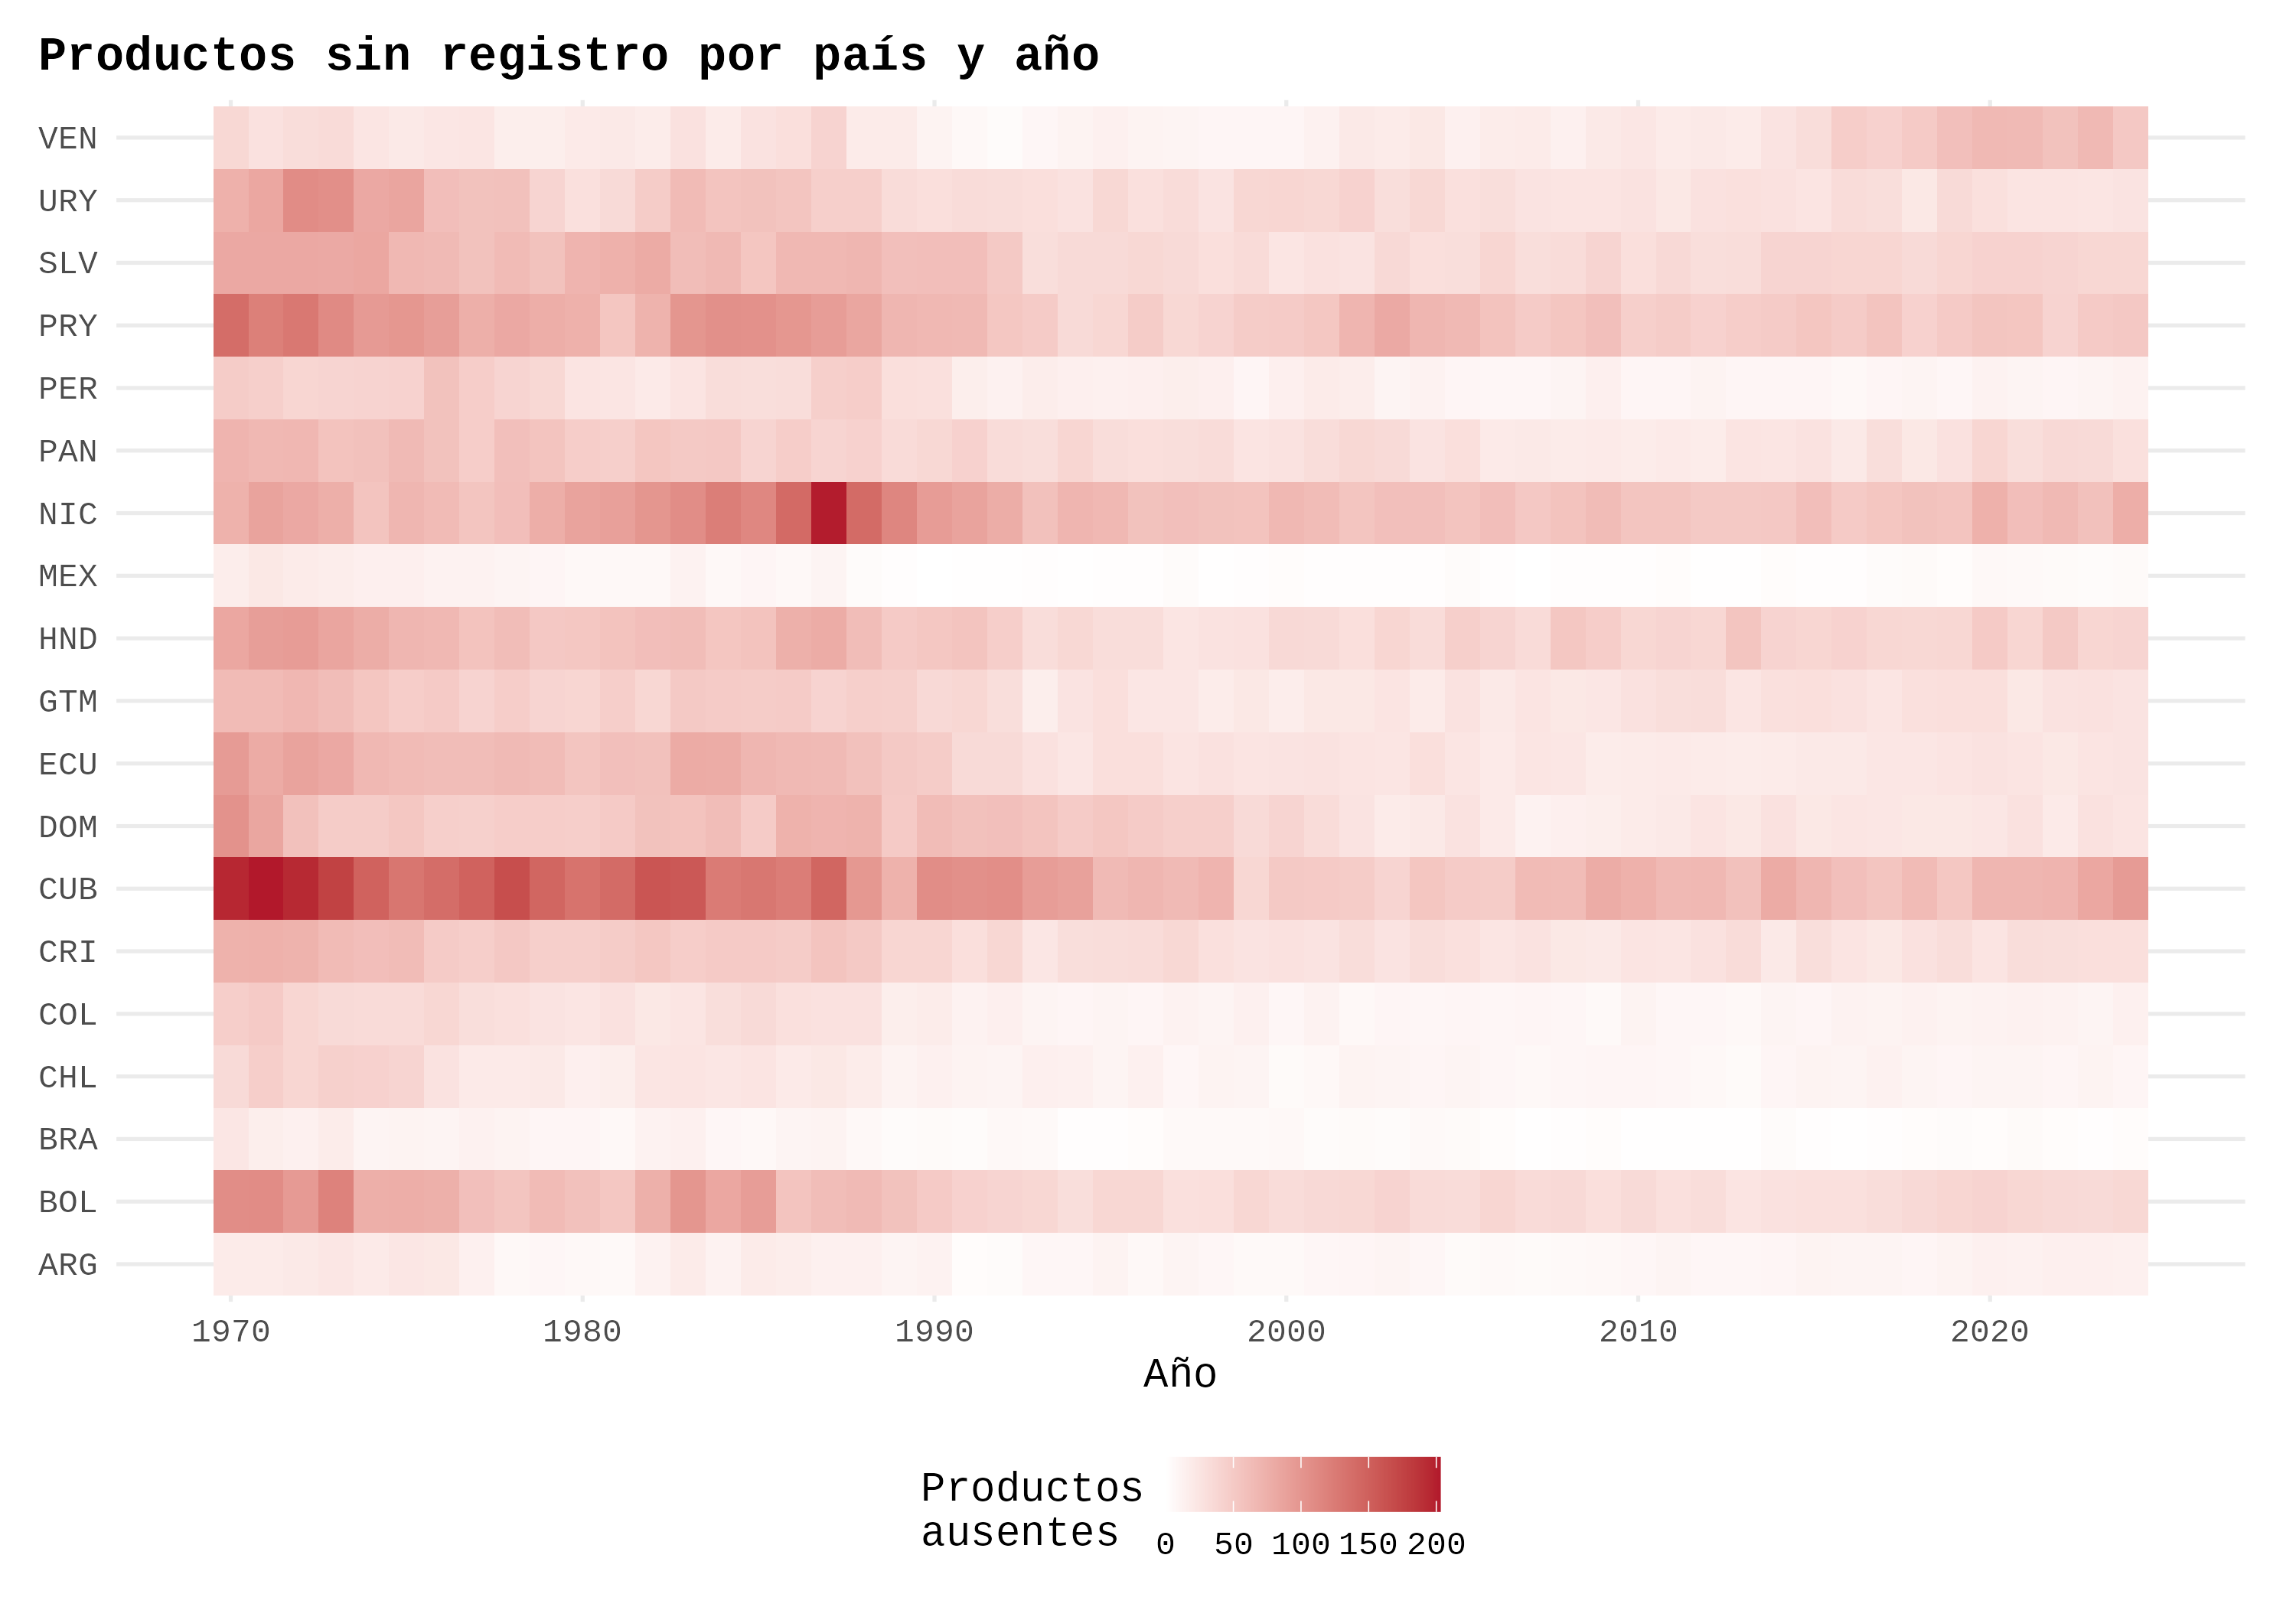 Productos sin registro por país y año
VEN
URY
SLV
PRY
PER
PAN
NIC
MEX
HND
GTM
ECU
DOM
CUB
CRI
COL
CHL
BRA
BOL
ARG
1970 1980 1990 2000 2010 2020
Año
Productos
ausentes
0 50 100 150 200